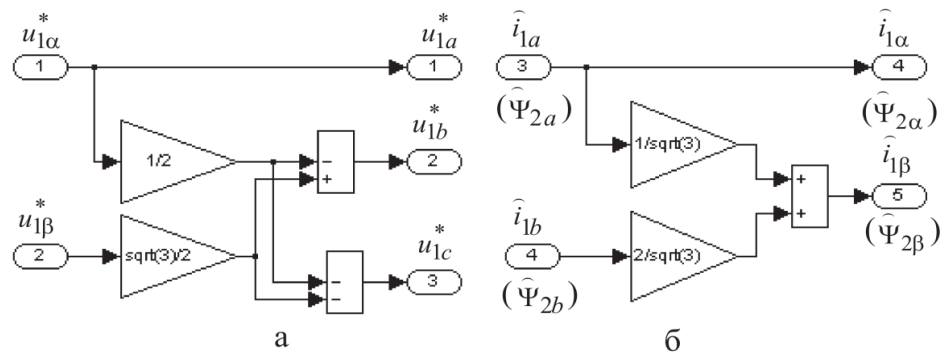 u*1α u*1a î1a î1α
1 1 3 4
(Ψ̂2a) (Ψ̂2α)
u*1b
1/2 − + 2 1/sqrt(3) î1β
+ + 5
u*1β î1b (Ψ̂2β)
2 sqrt(3)/2 u*1c 4 2/sqrt(3)
− − 3 (Ψ̂2b)
а б